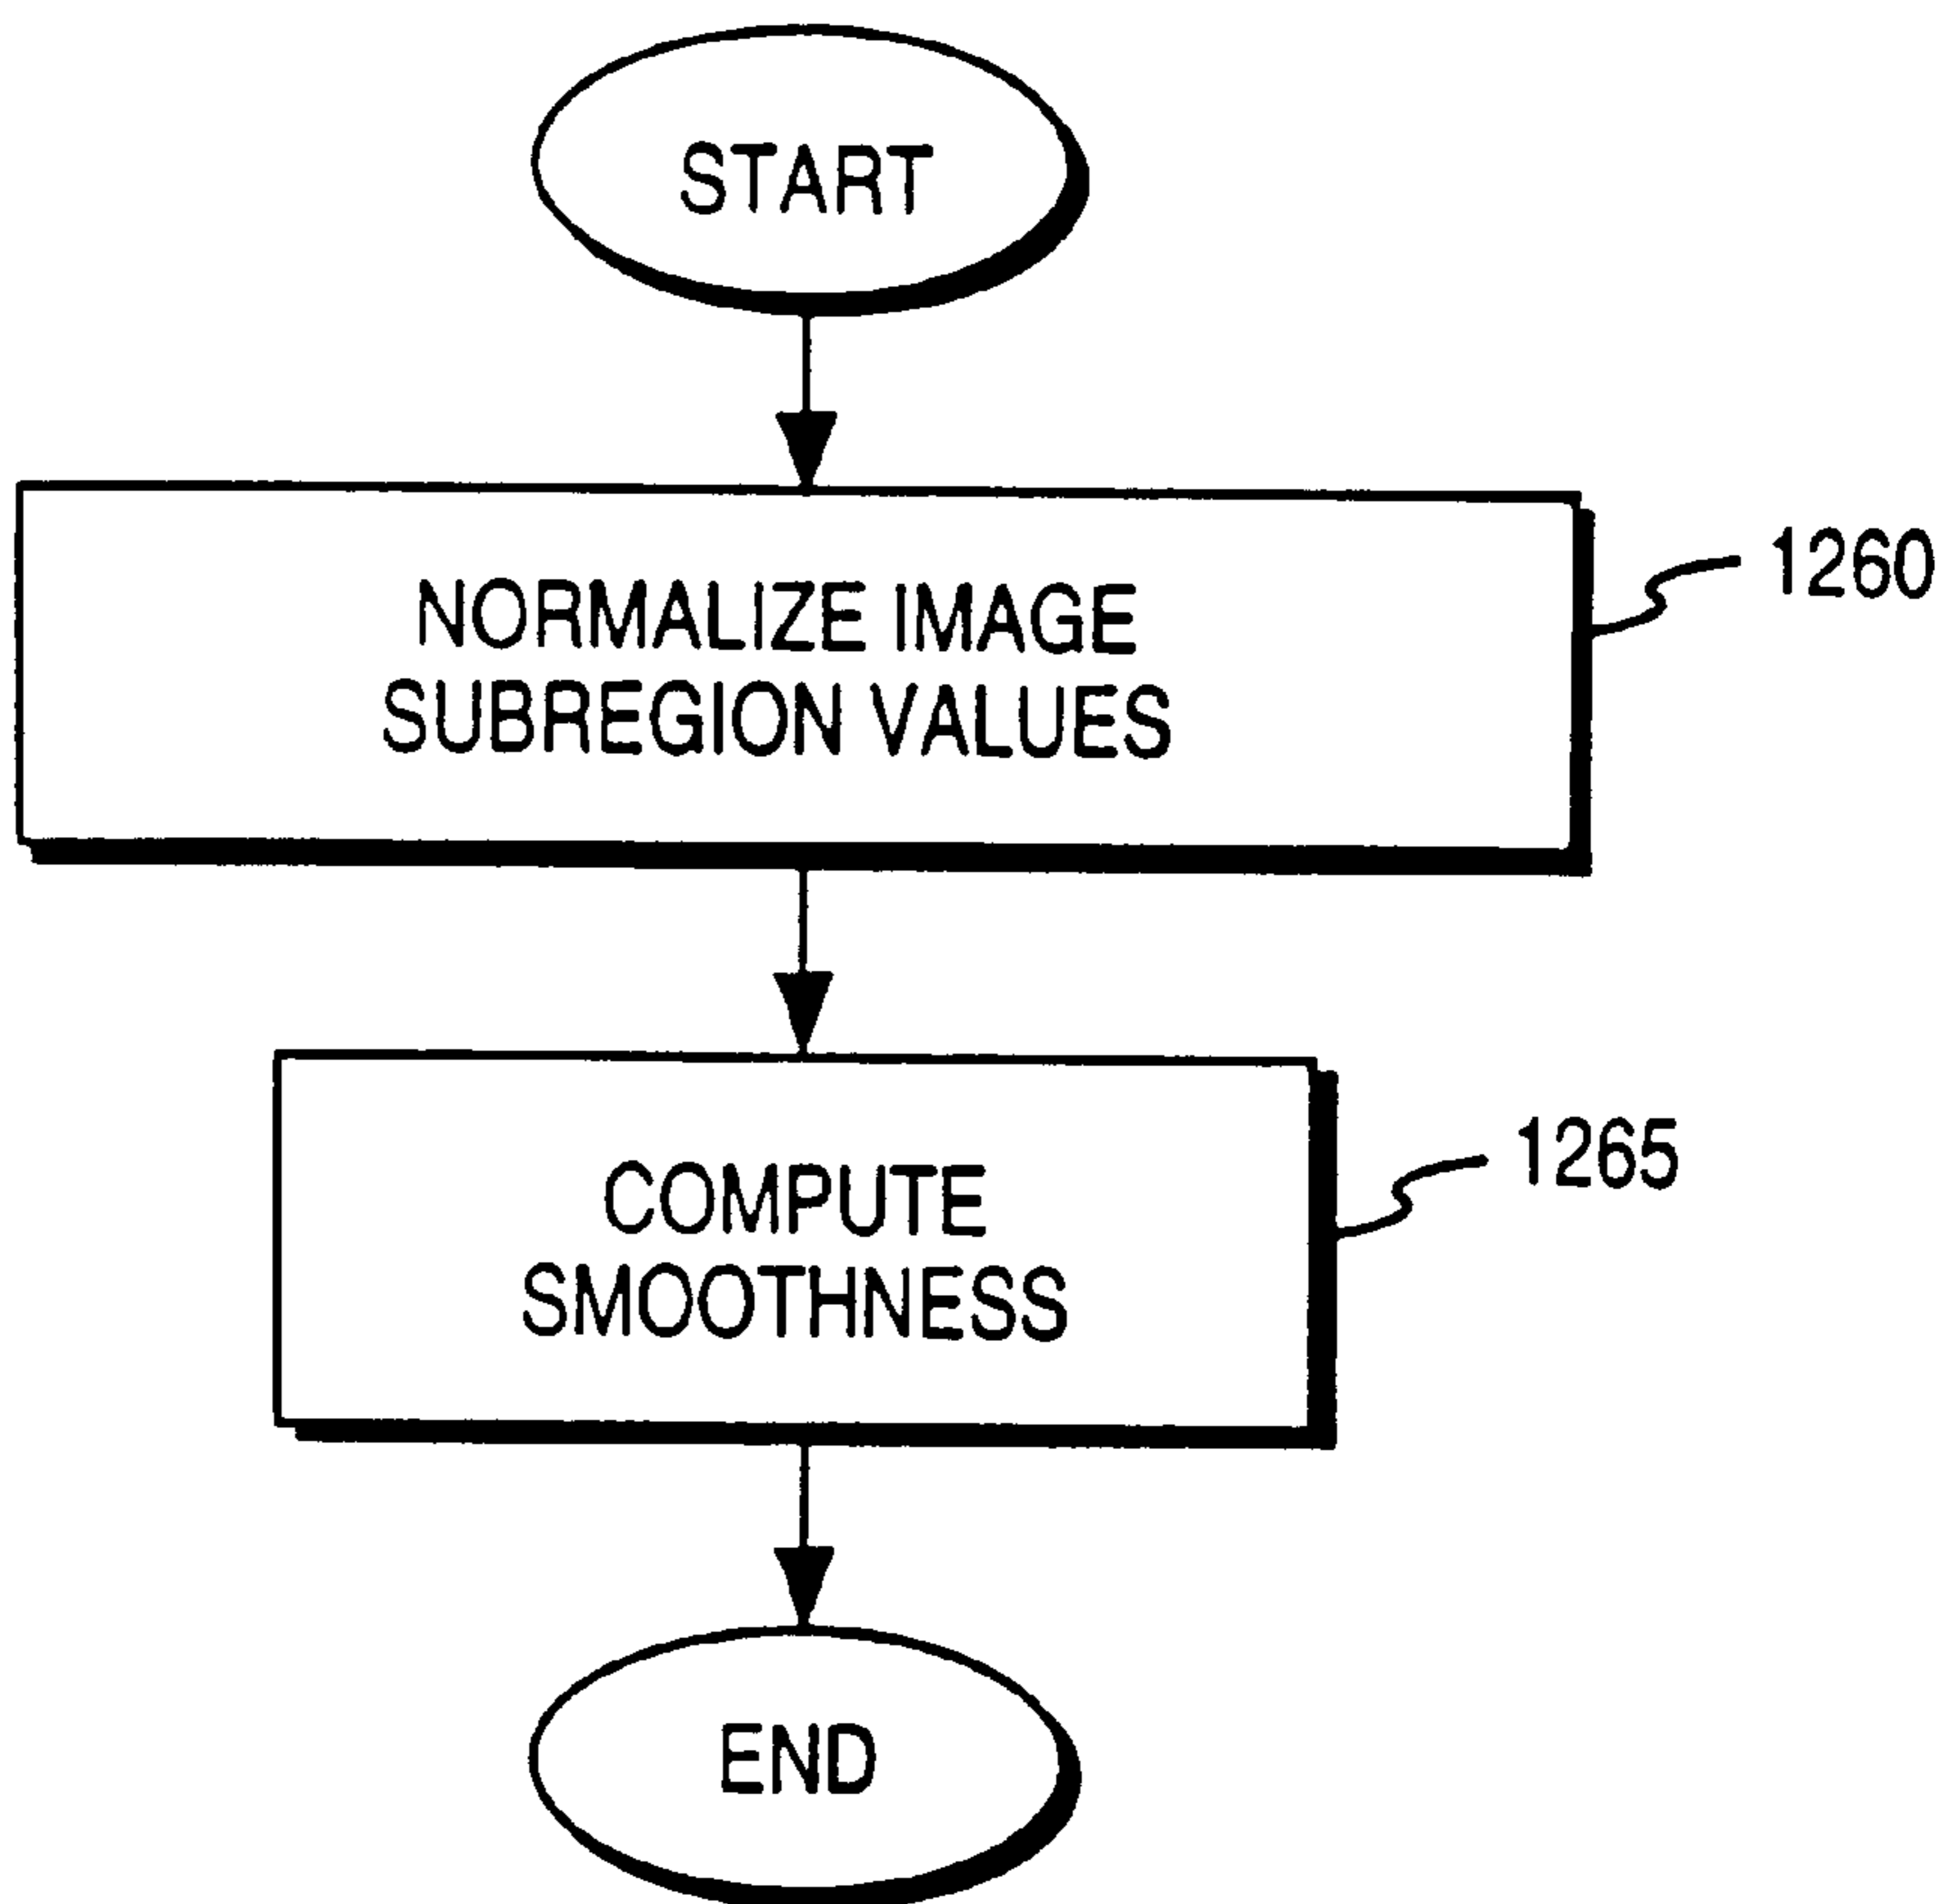 START
NORMALIZE IMAGE
SUBREGION VALUES
1260
COMPUTE
SMOOTHNESS
1265
END